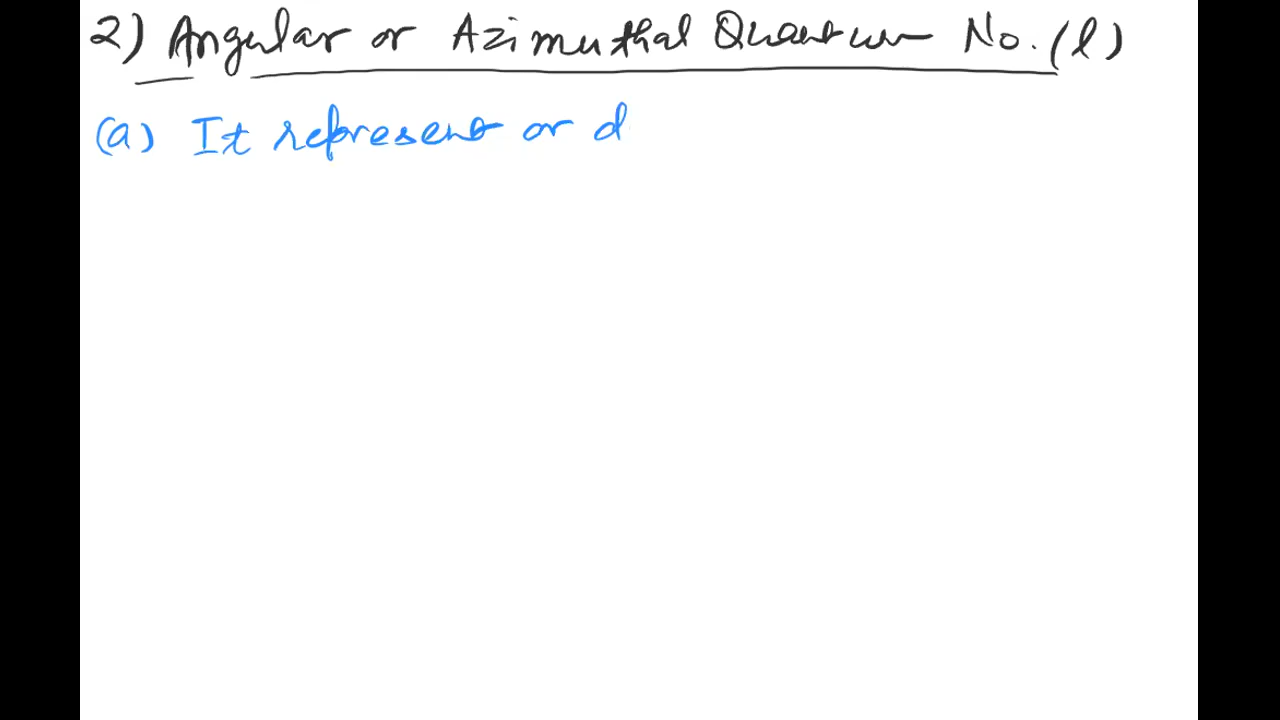 2) Angular or Azimuthal Quantum No. (l)
(a) It represent or d